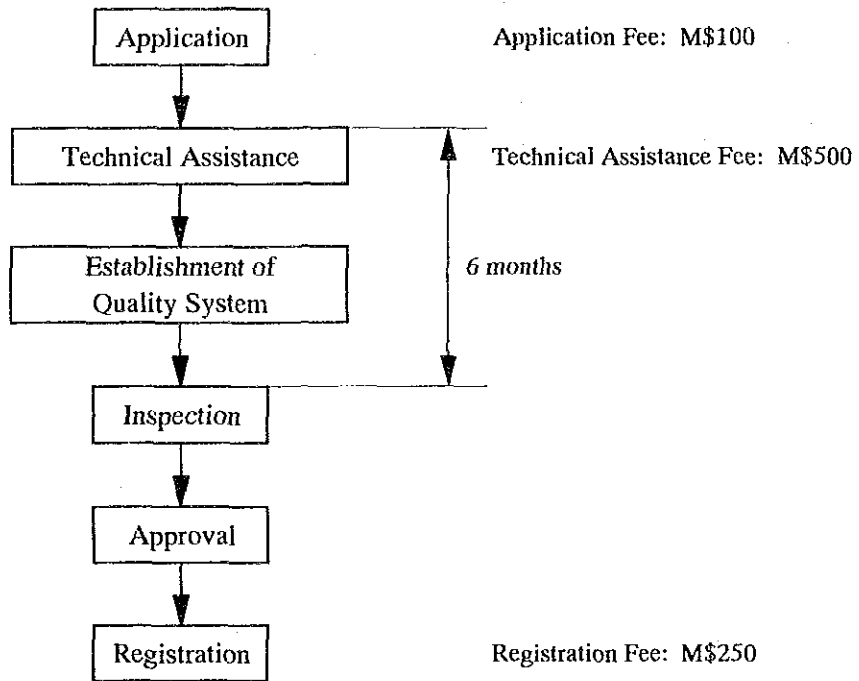 Application
Application Fee: M$100
Technical Assistance
Technical Assistance Fee: M$500
Establishment of
Quality System
6 months
Inspection
Approval
Registration
Registration Fee: M$250